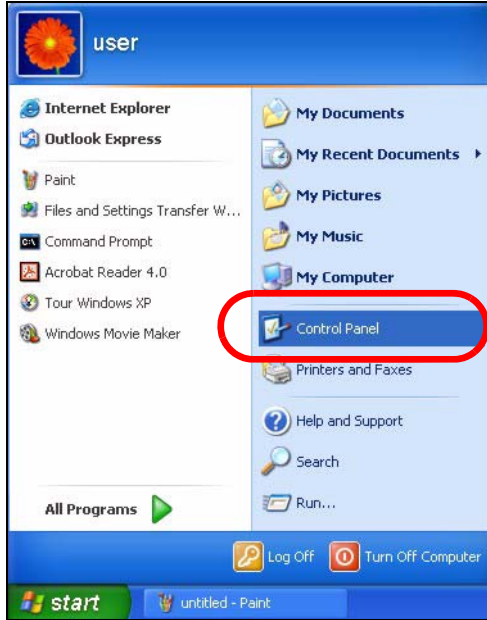 user
Internet Explorer
Outlook Express
Paint
Files and Settings Transfer W...
Command Prompt
Acrobat Reader 4.0
Tour Windows XP
Windows Movie Maker
All Programs
My Documents
My Recent Documents
My Pictures
My Music
My Computer
Control Panel
Printers and Faxes
Help and Support
Search
Run...
Log Off
Turn Off Computer
start
untitled - Paint